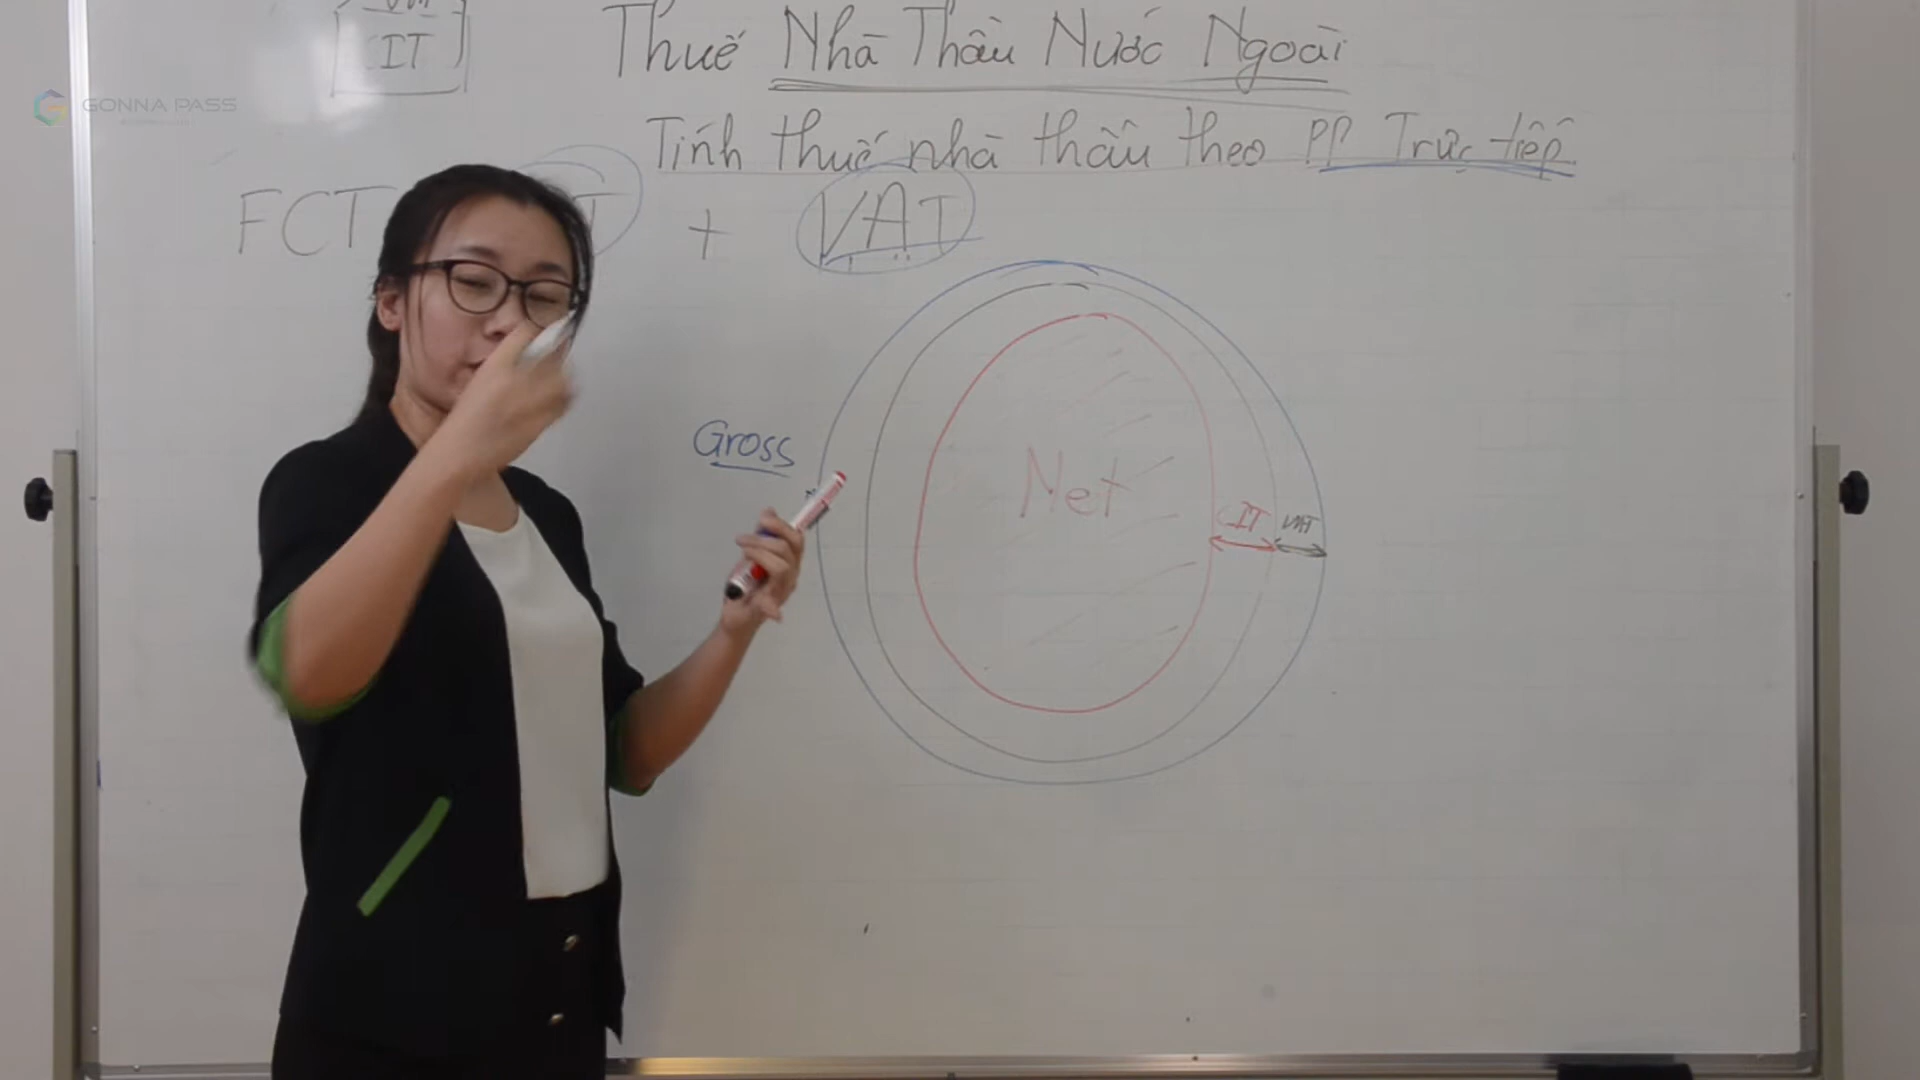 IT
Thuế Nhà Thầu Nước Ngoài
GONNA PASS
Tính thuế nhà thầu theo PP Trực tiếp
FCT + VAT
Gross
Net
CIT VAT